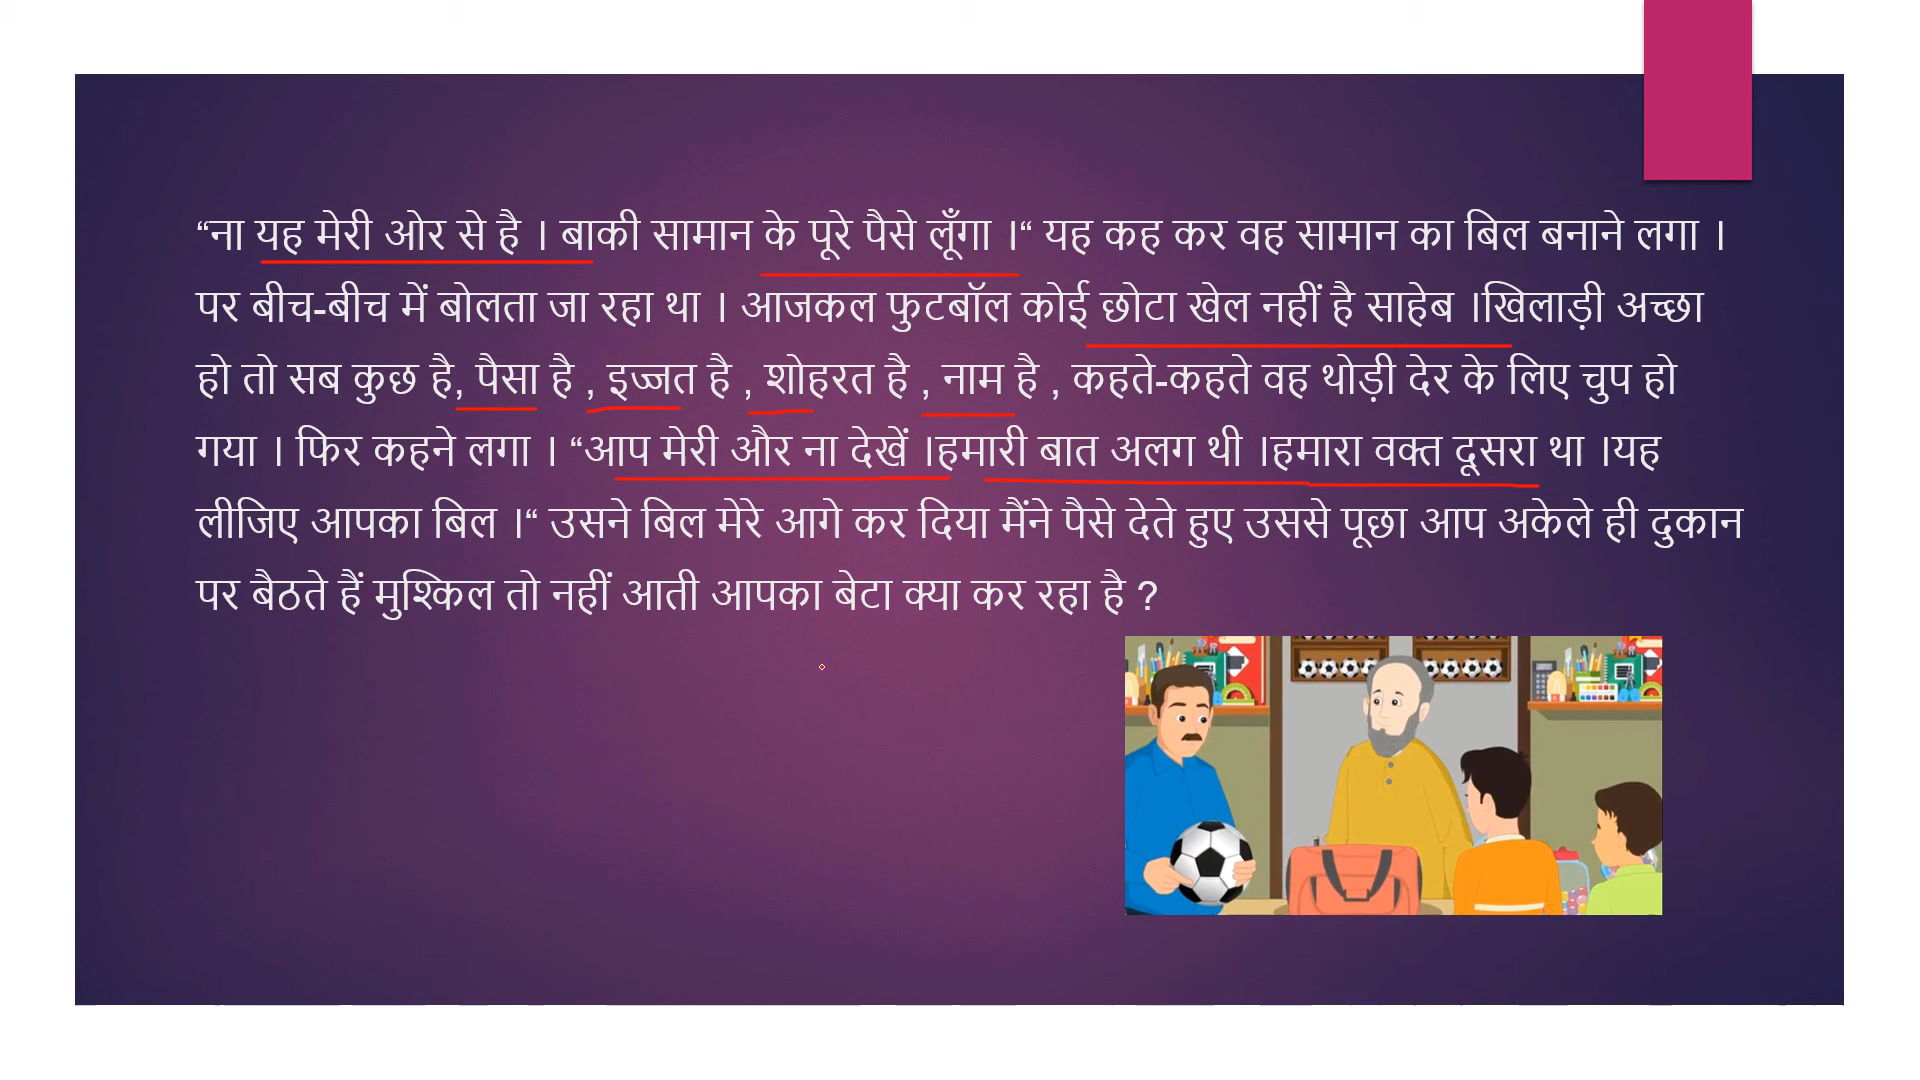 “ना यह मेरी ओर से है । बाकी सामान के पूरे पैसे लूँगा ।“ यह कह कर वह सामान का बिल बनाने लगा ।
पर बीच-बीच में बोलता जा रहा था । आजकल फुटबॉल कोई छोटा खेल नहीं है साहेब ।खिलाड़ी अच्छा
हो तो सब कुछ है, पैसा है , इज्जत है , शोहरत है , नाम है , कहते-कहते वह थोड़ी देर के लिए चुप हो
गया । फिर कहने लगा । “आप मेरी और ना देखें ।हमारी बात अलग थी ।हमारा वक्त दूसरा था ।यह
लीजिए आपका बिल ।“ उसने बिल मेरे आगे कर दिया मैंने पैसे देते हुए उससे पूछा आप अकेले ही दुकान
पर बैठते हैं मुश्किल तो नहीं आती आपका बेटा क्या कर रहा है ?